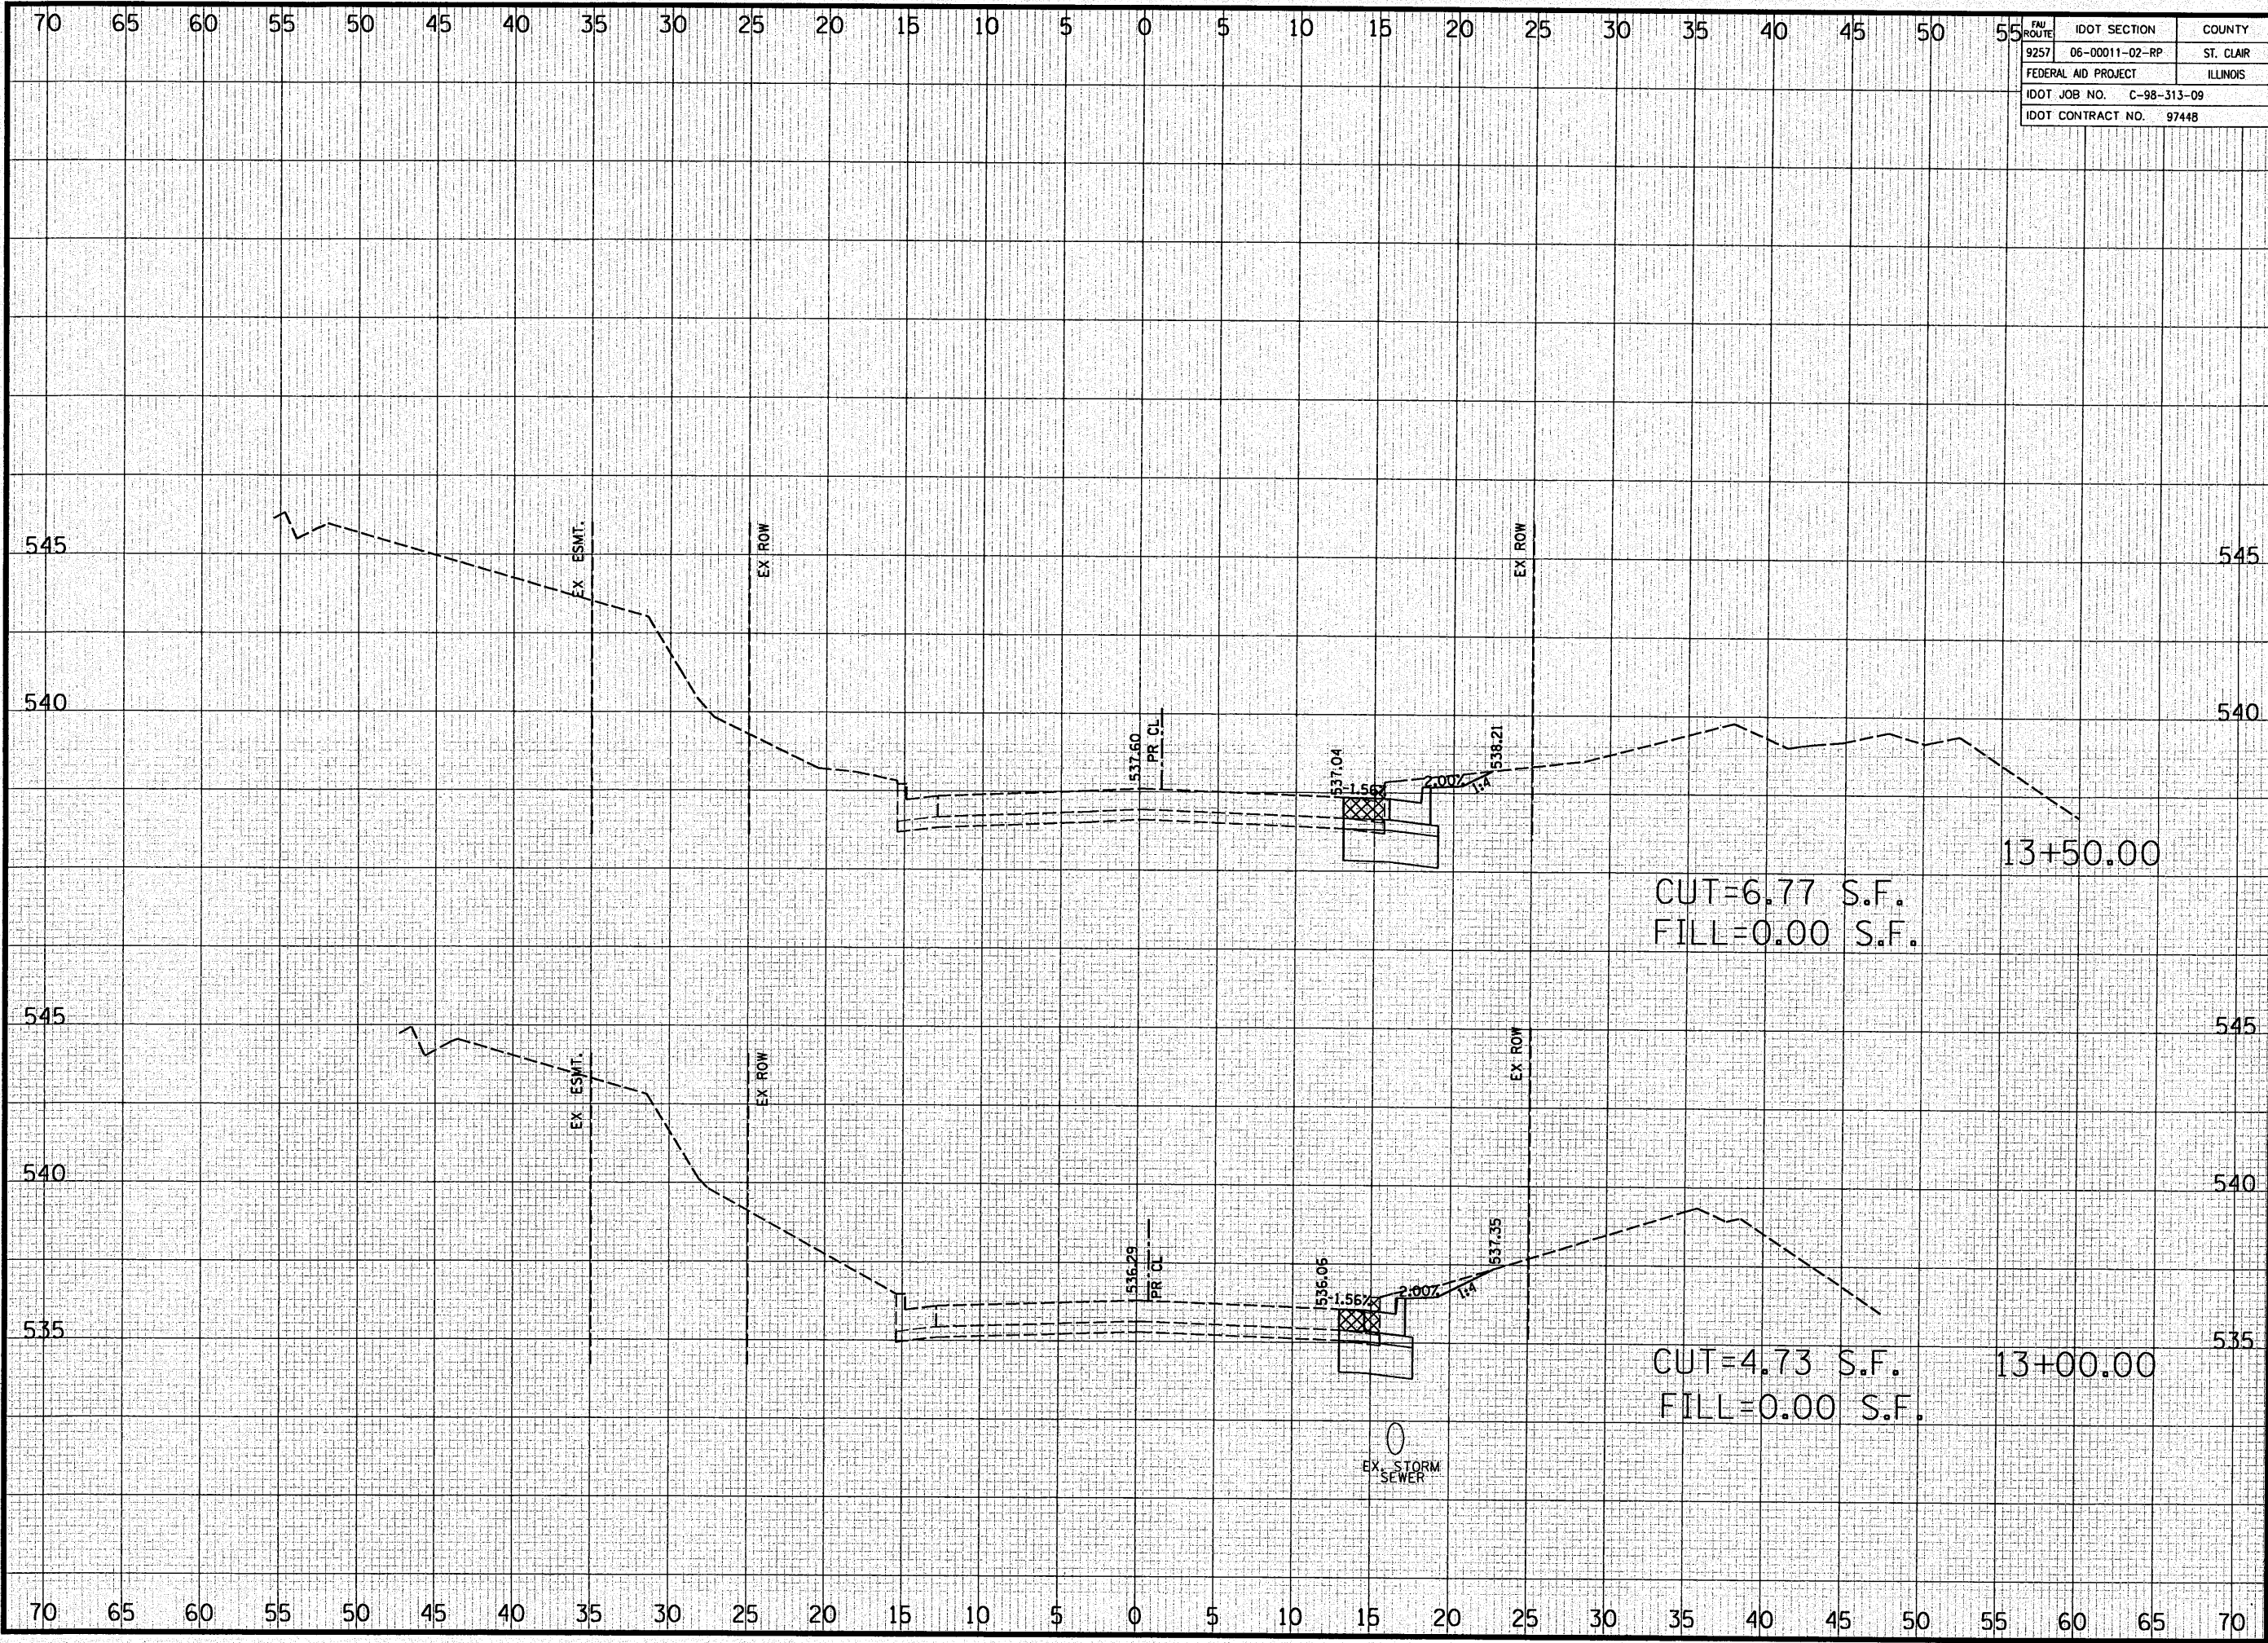 70 65 60 55 50 45 40 35 30 25 20 15 10 5 0 5 10 15 20 25 30 35 40 45 50 55
FAU ROUTE IDOT SECTION COUNTY
9257 06-00011-02-RP ST. CLAIR
FEDERAL AID PROJECT ILLINOIS
IDOT JOB NO. C-98-313-09
IDOT CONTRACT NO. 97448
545 EX ESMT. EX ROW EX ROW 545
540 537.60 PR CL 537.04 538.21 540
-1.56% 2.00% 1:4
13+50.00
CUT=6.77 S.F.
FILL=0.00 S.F.
545 EX ESMT. EX ROW EX ROW 545
540 540
536.29 PR CL 536.06 537.35
-1.56% 2.00% 1:4
535 535
CUT=4.73 S.F. 13+00.00
FILL=0.00 S.F.
EX. STORM
SEWER
70 65 60 55 50 45 40 35 30 25 20 15 10 5 0 5 10 15 20 25 30 35 40 45 50 55 60 65 70